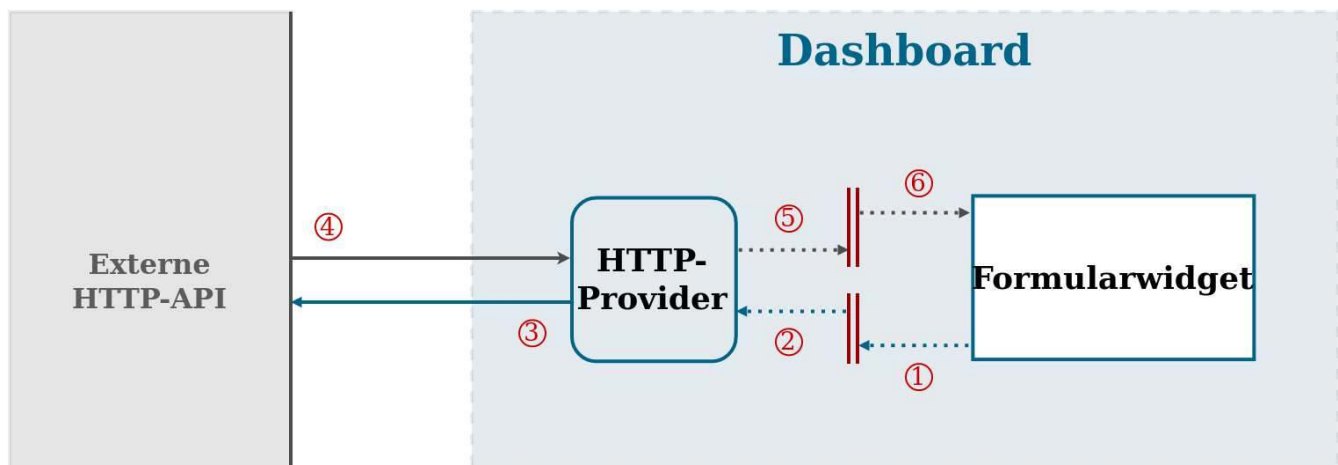 Dashboard
⑥
④
⑤
Externe
HTTP-API
HTTP-
Provider
Formularwidget
③
②
①